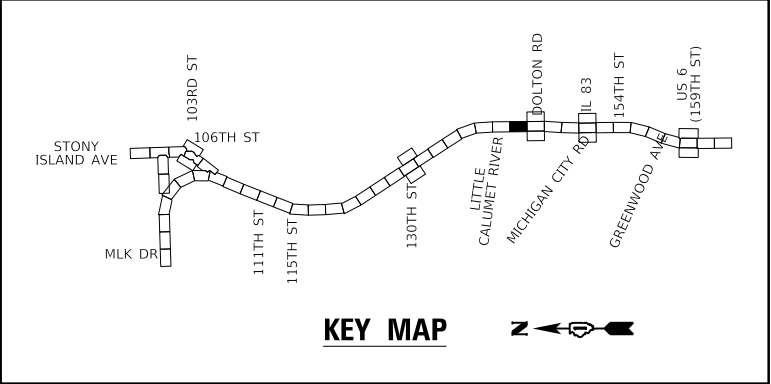 103RD ST
106TH ST
STONY
ISLAND AVE
MLK DR
111TH ST
115TH ST
130TH ST
LITTLE
CALUMET RIVER
DOLTON RD
MICHIGAN CITY RD
IL 83
154TH ST
GREENWOOD AVE
US 6
(159TH ST)
KEY MAP
N